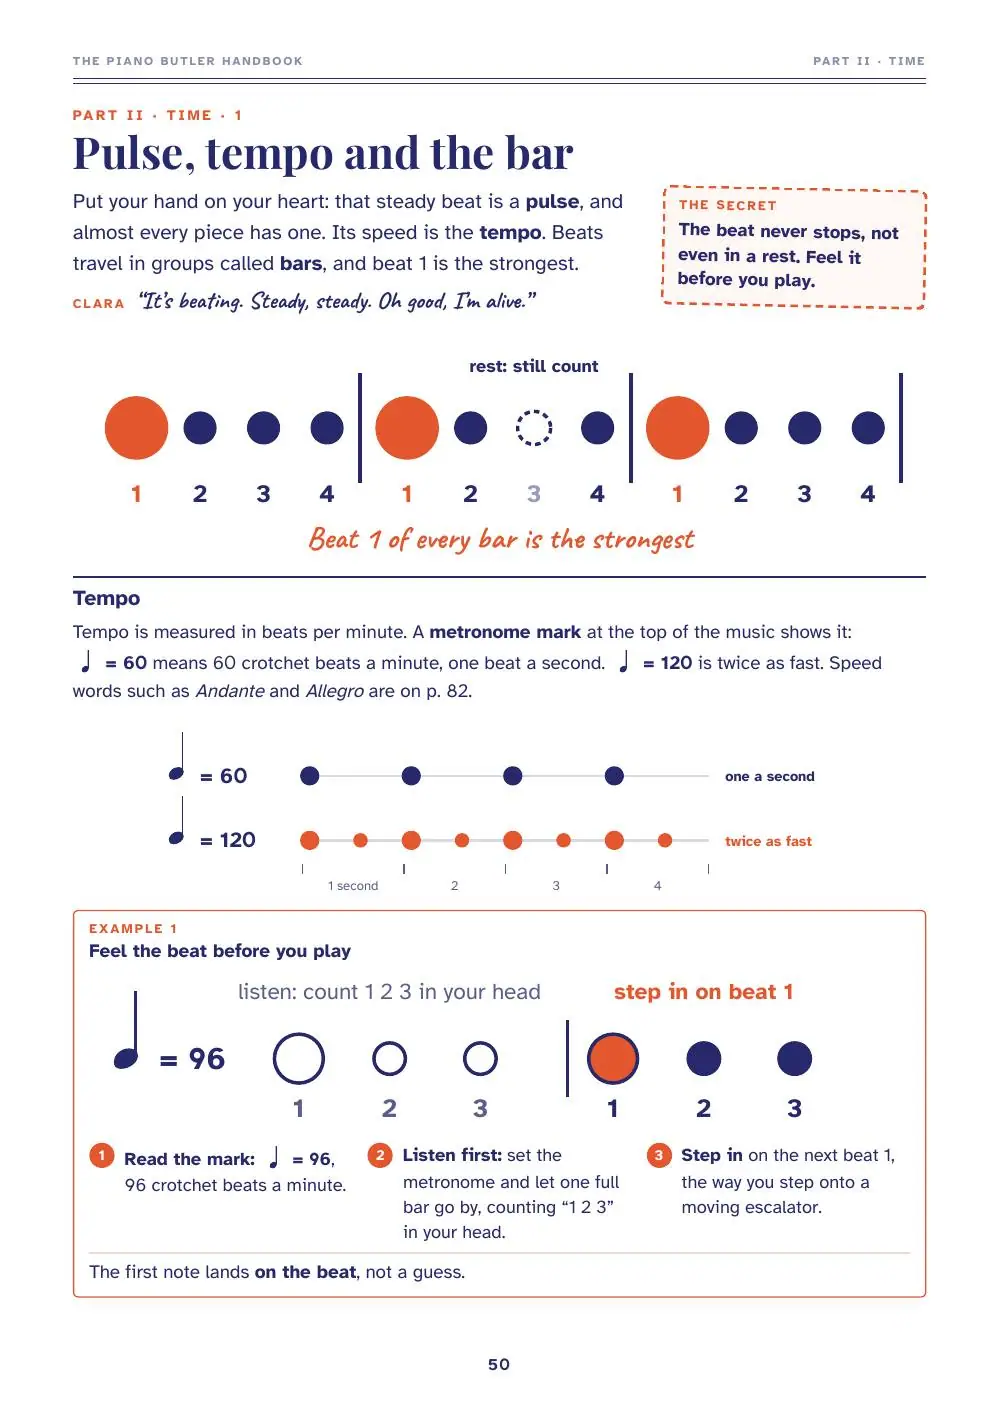 THE PIANO BUTLER HANDBOOK
PART II · TIME
PART II · TIME · 1
Pulse, tempo and the bar
Put your hand on your heart: that steady beat is a pulse, and
almost every piece has one. Its speed is the tempo. Beats
travel in groups called bars, and beat 1 is the strongest.
CLARA “It’s beating. Steady, steady. Oh good, I’m alive.”
THE SECRET
The beat never stops, not
even in a rest. Feel it
before you play.
rest: still count
1 2 3 4 1 2 3 4 1 2 3 4
Beat 1 of every bar is the strongest
Tempo
Tempo is measured in beats per minute. A metronome mark at the top of the music shows it:
♩ = 60 means 60 crotchet beats a minute, one beat a second. ♩ = 120 is twice as fast. Speed
words such as Andante and Allegro are on p. 82.
♩ = 60 one a second
♩ = 120 twice as fast
1 second 2 3 4
EXAMPLE 1
Feel the beat before you play
listen: count 1 2 3 in your head step in on beat 1
♩ = 96
1 2 3 1 2 3
1 Read the mark: ♩ = 96,
96 crotchet beats a minute.
2 Listen first: set the
metronome and let one full
bar go by, counting “1 2 3”
in your head.
3 Step in on the next beat 1,
the way you step onto a
moving escalator.
The first note lands on the beat, not a guess.
50